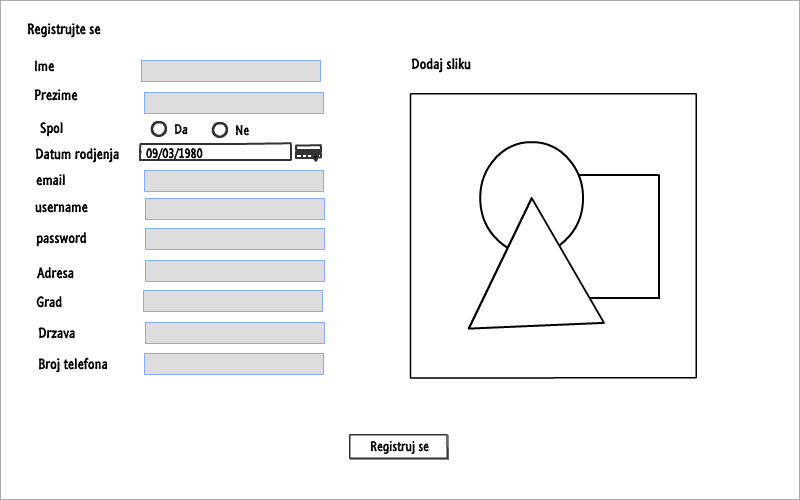 Registrujte se
Ime
Prezime
Spol Da Ne
Datum rodjenja 09/03/1980
email
username
password
Adresa
Grad
Drzava
Broj telefona
Dodaj sliku
Registruj se